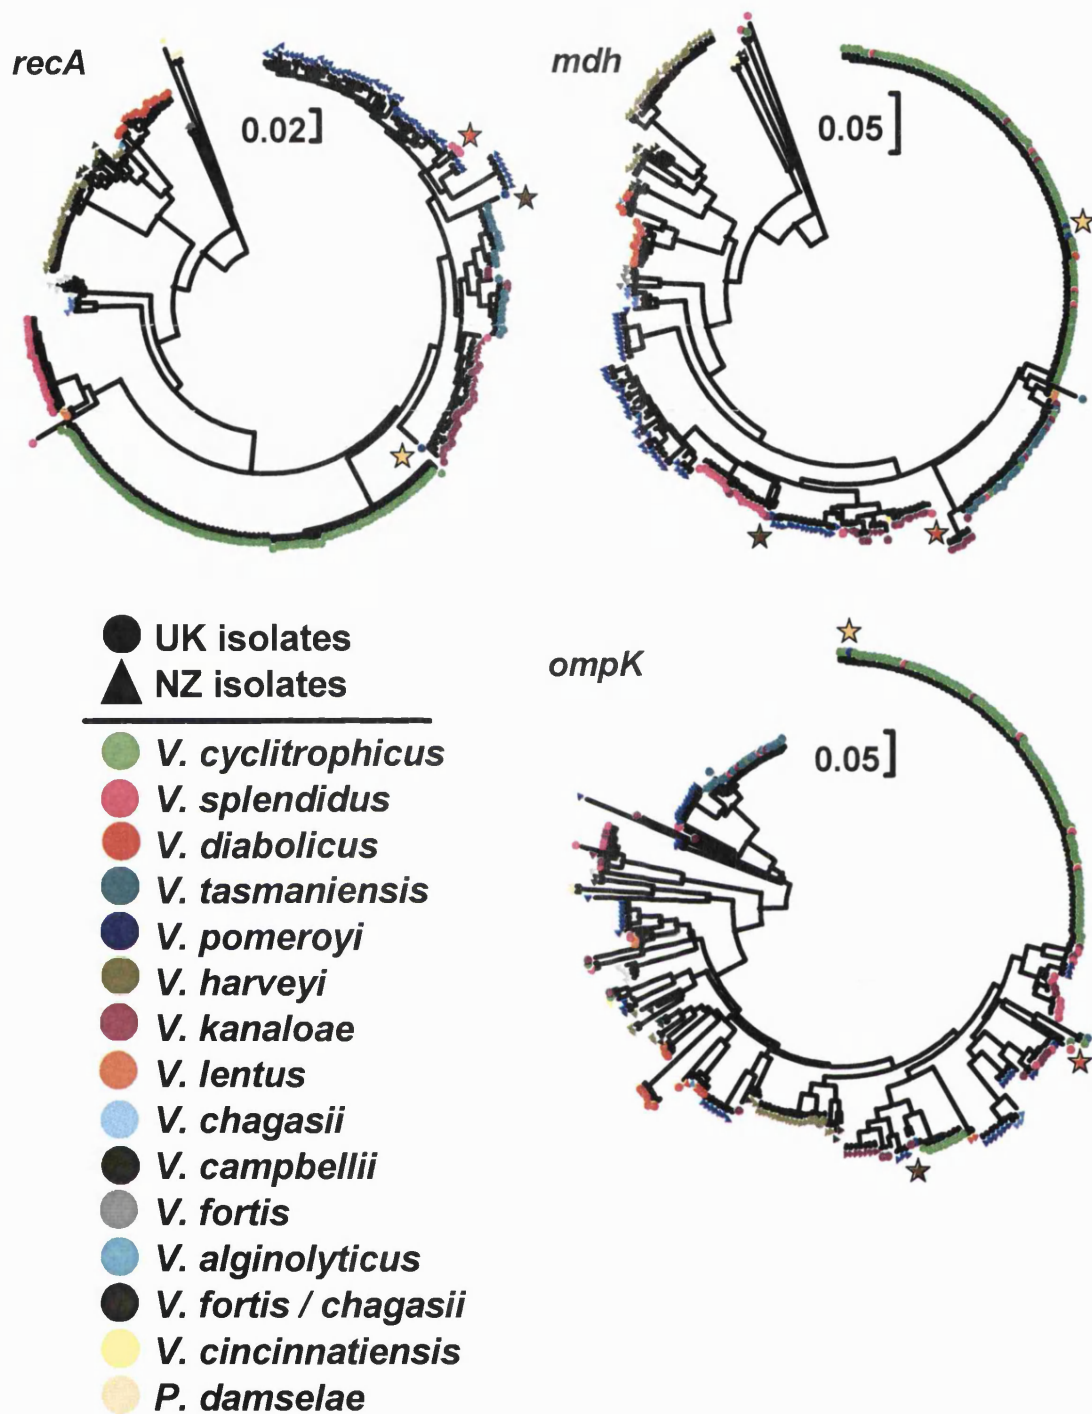 recA
mdh
0.02
0.05
UK isolates
NZ isolates
ompK
0.05
V. cyclitrophicus
V. splendidus
V. diabolicus
V. tasmaniensis
V. pomeroyi
V. harveyi
V. kanaloae
V. lentus
V. chagasii
V. campbellii
V. fortis
V. alginolyticus
V. fortis / chagasii
V. cincinnatiensis
P. damselae